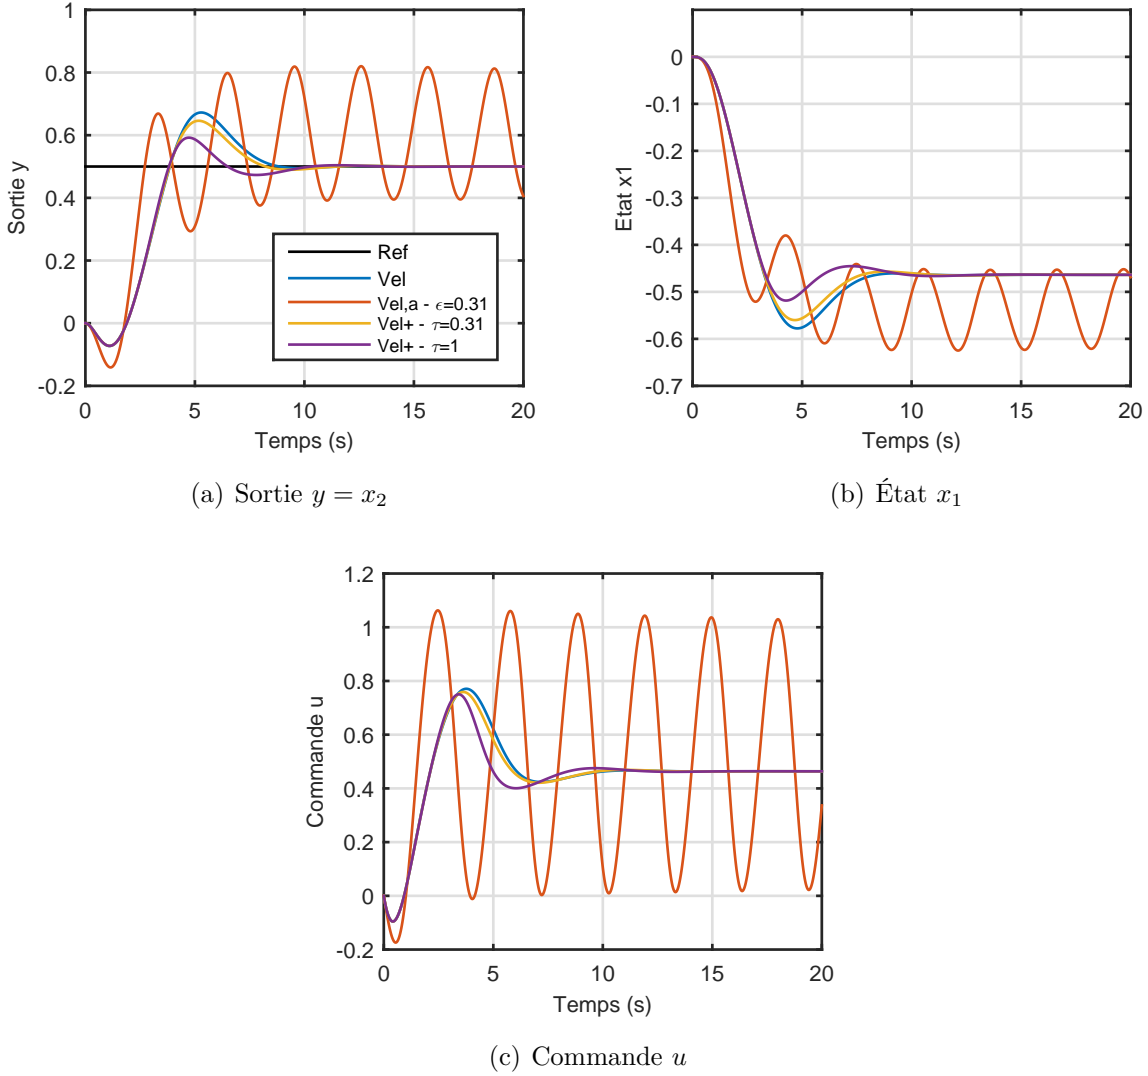 1
0.8
0.6
0.4
0.2
0
-0.2
Sortie y
0 5 10 15 20
Temps (s)
Ref
Vel
Vel,a - ϵ=0.31
Vel+ - τ=0.31
Vel+ - τ=1
(a) Sortie y = x₂
0
-0.1
-0.2
-0.3
-0.4
-0.5
-0.6
-0.7
Etat x1
0 5 10 15 20
Temps (s)
(b) État x₁
1.2
1
0.8
0.6
0.4
0.2
0
-0.2
Commande u
0 5 10 15 20
Temps (s)
(c) Commande u